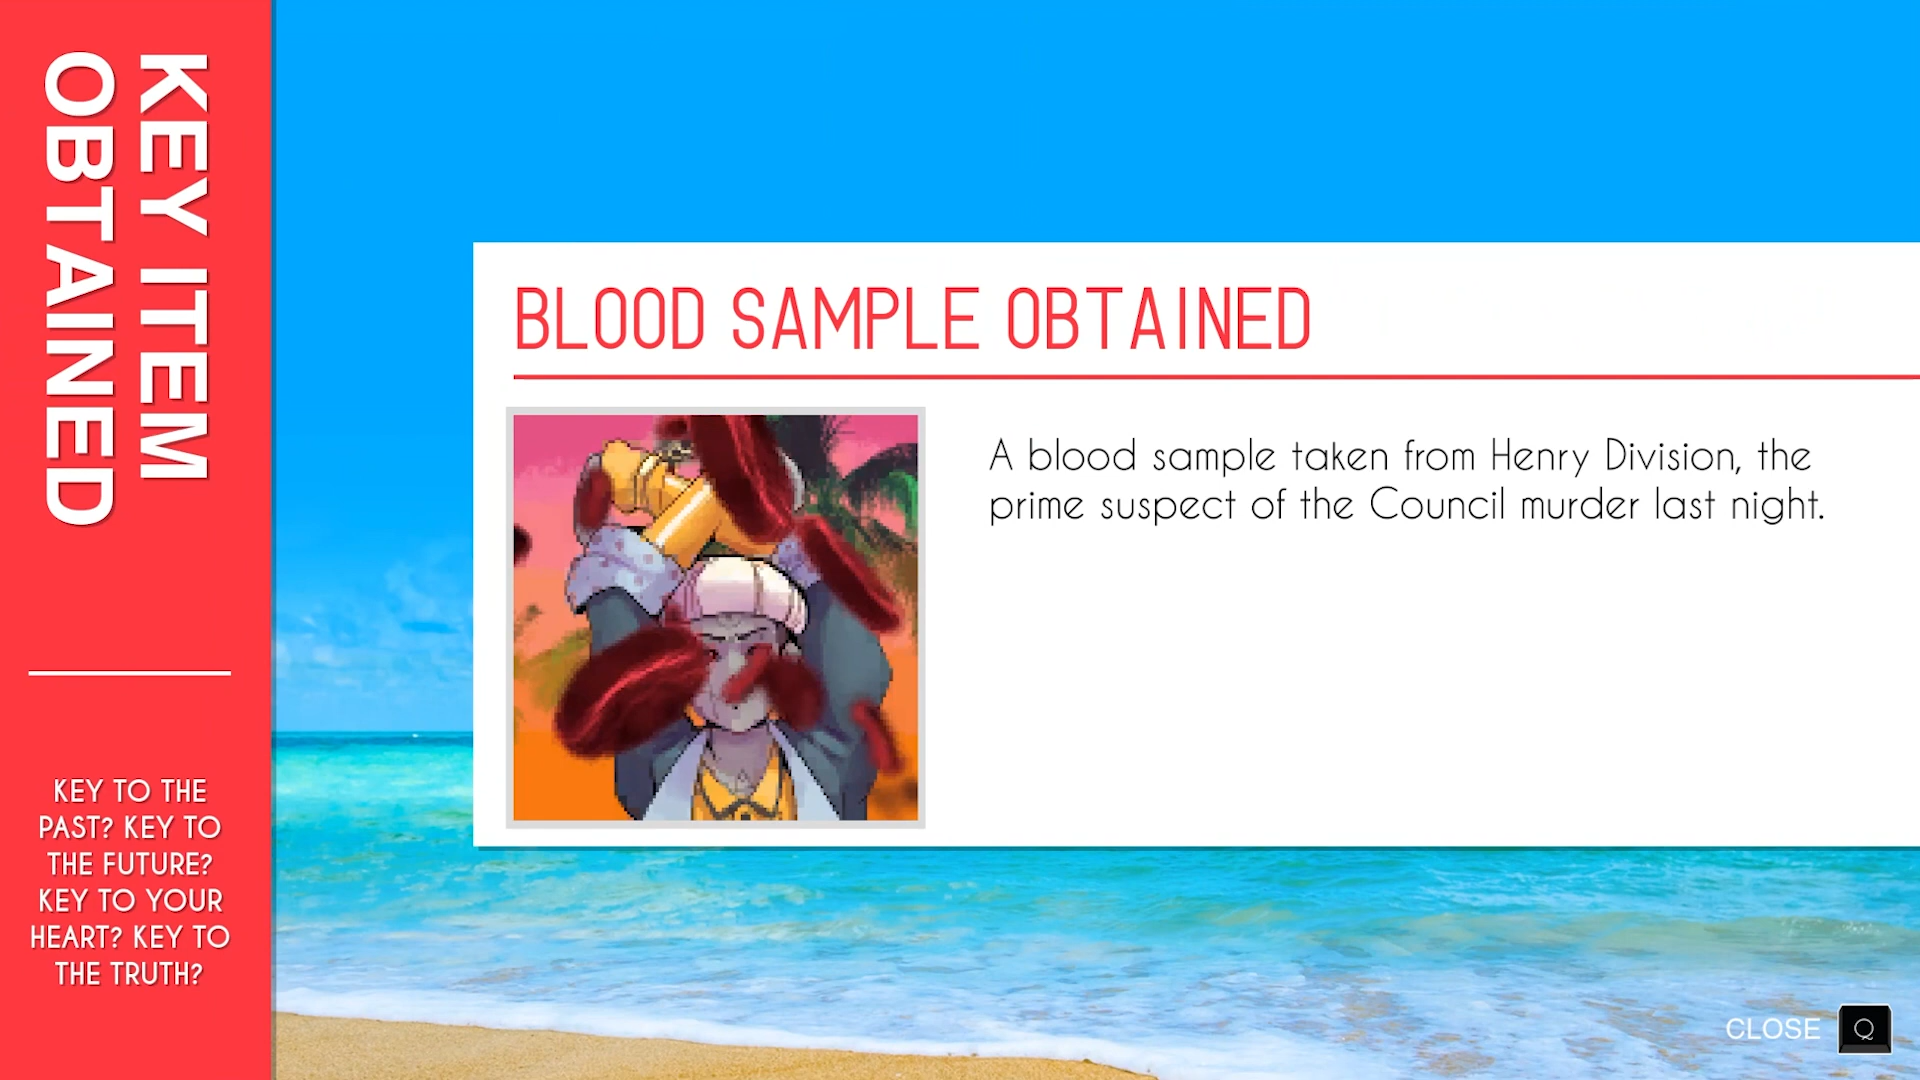 KEY ITEM
OBTAINED
KEY TO THE
PAST? KEY TO
THE FUTURE?
KEY TO YOUR
HEART? KEY TO
THE TRUTH?
BLOOD SAMPLE OBTAINED
A blood sample taken from Henry Division, the
prime suspect of the Council murder last night.
CLOSE Q